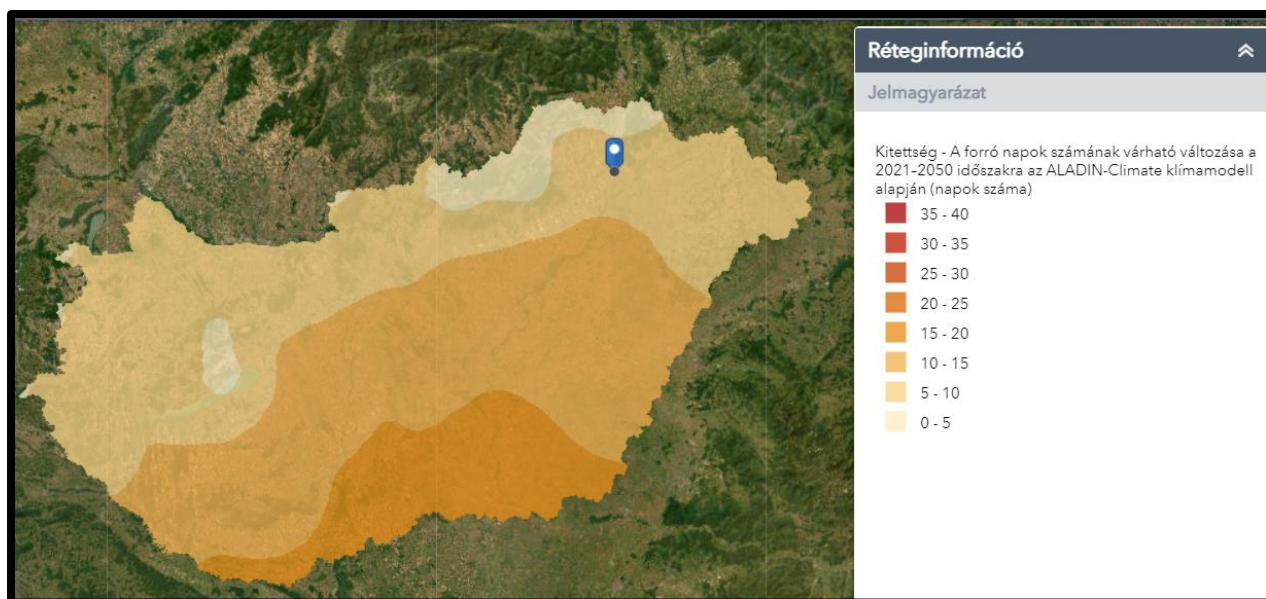 Réteginformáció
Jelmagyarázat
Kitettség - A forró napok számának várható változása a
2021-2050 időszakra az ALADIN-Climate klímamodell
alapján (napok száma)
35 - 40
30 - 35
25 - 30
20 - 25
15 - 20
10 - 15
5 - 10
0 - 5